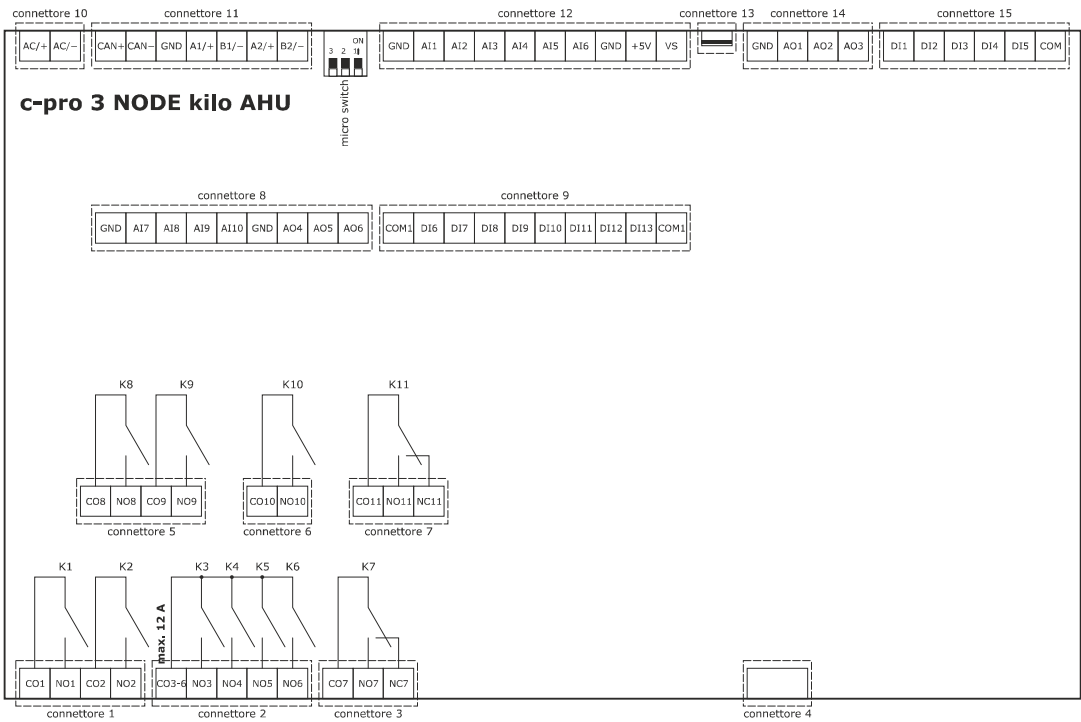 connettore 10 connettore 11 connettore 12 connettore 13 connettore 14 connettore 15
AC/+ AC/− CAN+ CAN− GND A1/+ B1/− A2/+ B2/− 3 2 1 ON GND AI1 AI2 AI3 AI4 AI5 AI6 GND +5V VS GND AO1 AO2 AO3 DI1 DI2 DI3 DI4 DI5 COM
c-pro 3 NODE kilo AHU
micro switch
connettore 8 connettore 9
GND AI7 AI8 AI9 AI10 GND AO4 AO5 AO6 COM1 DI6 DI7 DI8 DI9 DI10 DI11 DI12 DI13 COM1
K8 K9 K10 K11
CO8 NO8 CO9 NO9 CO10 NO10 CO11 NO11 NC11
connettore 5 connettore 6 connettore 7
K1 K2 K3 K4 K5 K6 K7
max. 12 A
CO1 NO1 CO2 NO2 CO3-6 NO3 NO4 NO5 NO6 CO7 NO7 NC7
connettore 1 connettore 2 connettore 3 connettore 4